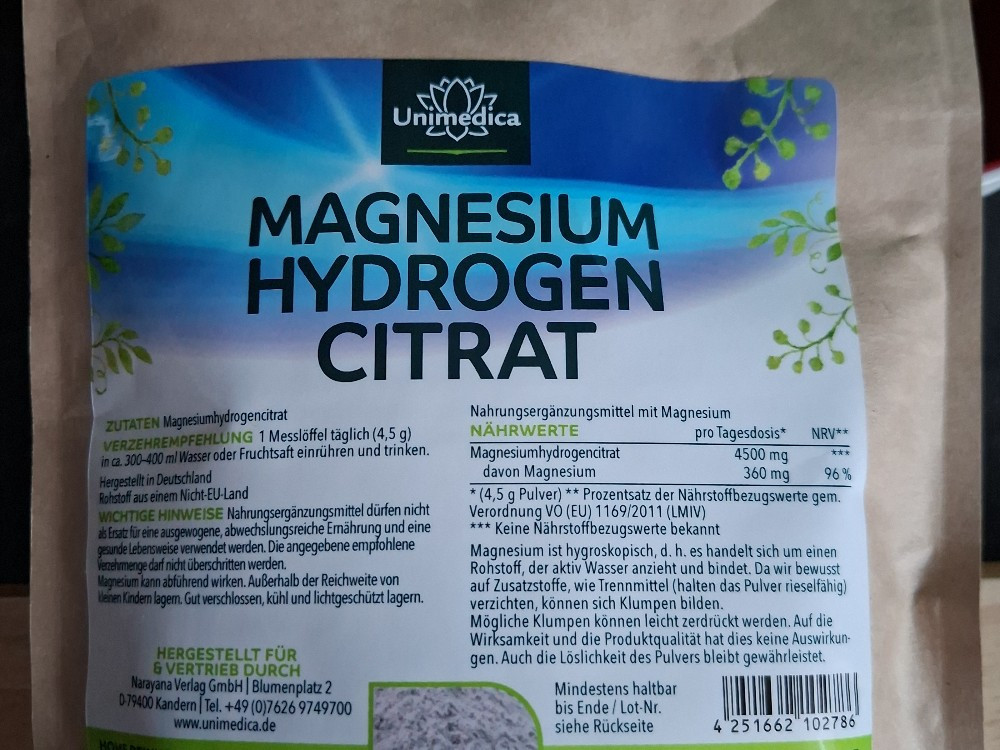 Unimedica
MAGNESIUM
HYDROGEN
CITRAT
ZUTATEN Magnesiumhydrogencitrat
VERZEHREMPFEHLUNG 1 Messlöffel täglich (4,5 g)
in ca. 300-400 ml Wasser oder Fruchtsaft einrühren und trinken.
Hergestellt in Deutschland
Rohstoff aus einem Nicht-EU-Land
WICHTIGE HINWEISE Nahrungsergänzungsmittel dürfen nicht
als Ersatz für eine ausgewogene, abwechslungsreiche Ernährung und eine
gesunde Lebensweise verwendet werden. Die angegebene empfohlene
Verzehrmenge darf nicht überschritten werden.
Magnesium kann abführend wirken. Außerhalb der Reichweite von
kleinen Kindern lagern. Gut verschlossen, kühl und lichtgeschützt lagern.
HERGESTELLT FÜR
& VERTRIEB DURCH
Narayana Verlag GmbH | Blumenplatz 2
D-79400 Kandern | Tel. +49 (0)7626 9749700
www.unimedica.de
Nahrungsergänzungsmittel mit Magnesium
NÄHRWERTE pro Tagesdosis* NRV**
Magnesiumhydrogencitrat 4500 mg ***
davon Magnesium 360 mg 96 %
* (4,5 g Pulver) ** Prozentsatz der Nährstoffbezugswerte gem.
Verordnung VO (EU) 1169/2011 (LMIV)
*** Keine Nährstoffbezugswerte bekannt
Magnesium ist hygroskopisch, d. h. es handelt sich um einen
Rohstoff, der aktiv Wasser anzieht und bindet. Da wir bewusst
auf Zusatzstoffe, wie Trennmittel (halten das Pulver rieselfähig)
verzichten, können sich Klumpen bilden.
Mögliche Klumpen können leicht zerdrückt werden. Auf die
Wirksamkeit und die Produktqualität hat dies keine Auswirkun-
gen. Auch die Löslichkeit des Pulvers bleibt gewährleistet.
Mindestens haltbar
bis Ende / Lot-Nr.
siehe Rückseite
4 251662 102786